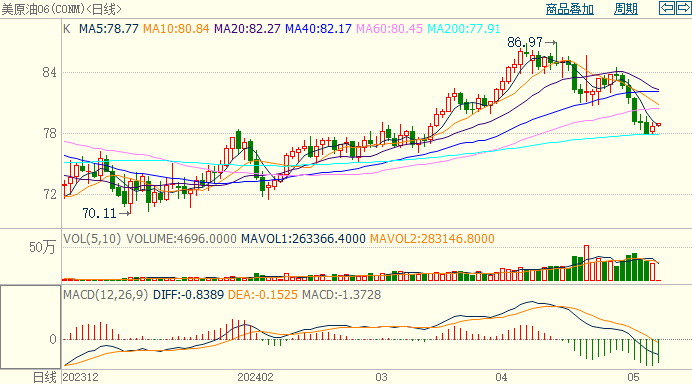 美原油06(CONM)<日线> 商品叠加 周期
K MA5:78.77 MA10:80.84 MA20:82.27 MA40:82.17 MA60:80.45 MA200:77.91
86.97→
84
78
72
70.11→
VOL(5,10) VOLUME:4696.0000 MAVOL1:263366.4000 MAVOL2:283146.8000
50万
MACD(12,26,9) DIFF:-0.8389 DEA:-0.1525 MACD:-1.3728
0
日线 202312 202402 03 04 05